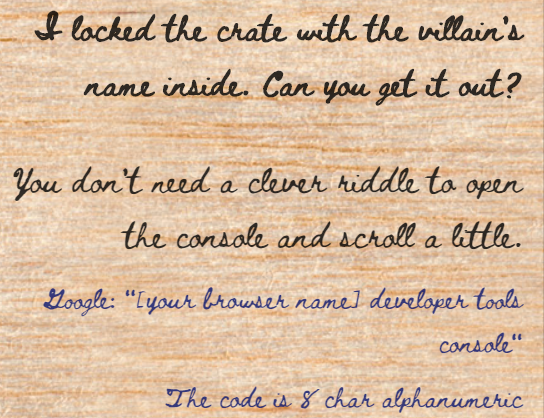 I locked the crate with the villain's
name inside. Can you get it out?
You don't need a clever riddle to open
the console and scroll a little.
Google: "[your browser name] developer tools
console"
The code is 8 char alphanumeric